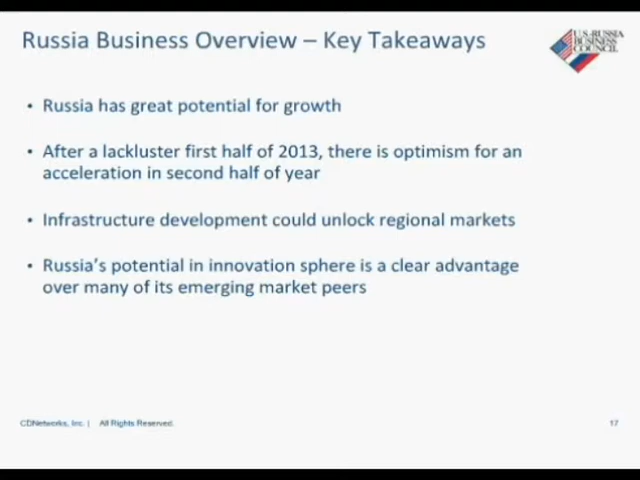 Russia Business Overview – Key Takeaways
U.S.-RUSSIA
BUSINESS
COUNCIL
• Russia has great potential for growth
• After a lackluster first half of 2013, there is optimism for an
acceleration in second half of year
• Infrastructure development could unlock regional markets
• Russia's potential in innovation sphere is a clear advantage
over many of its emerging market peers
CDNetworks, Inc. | All Rights Reserved.
17